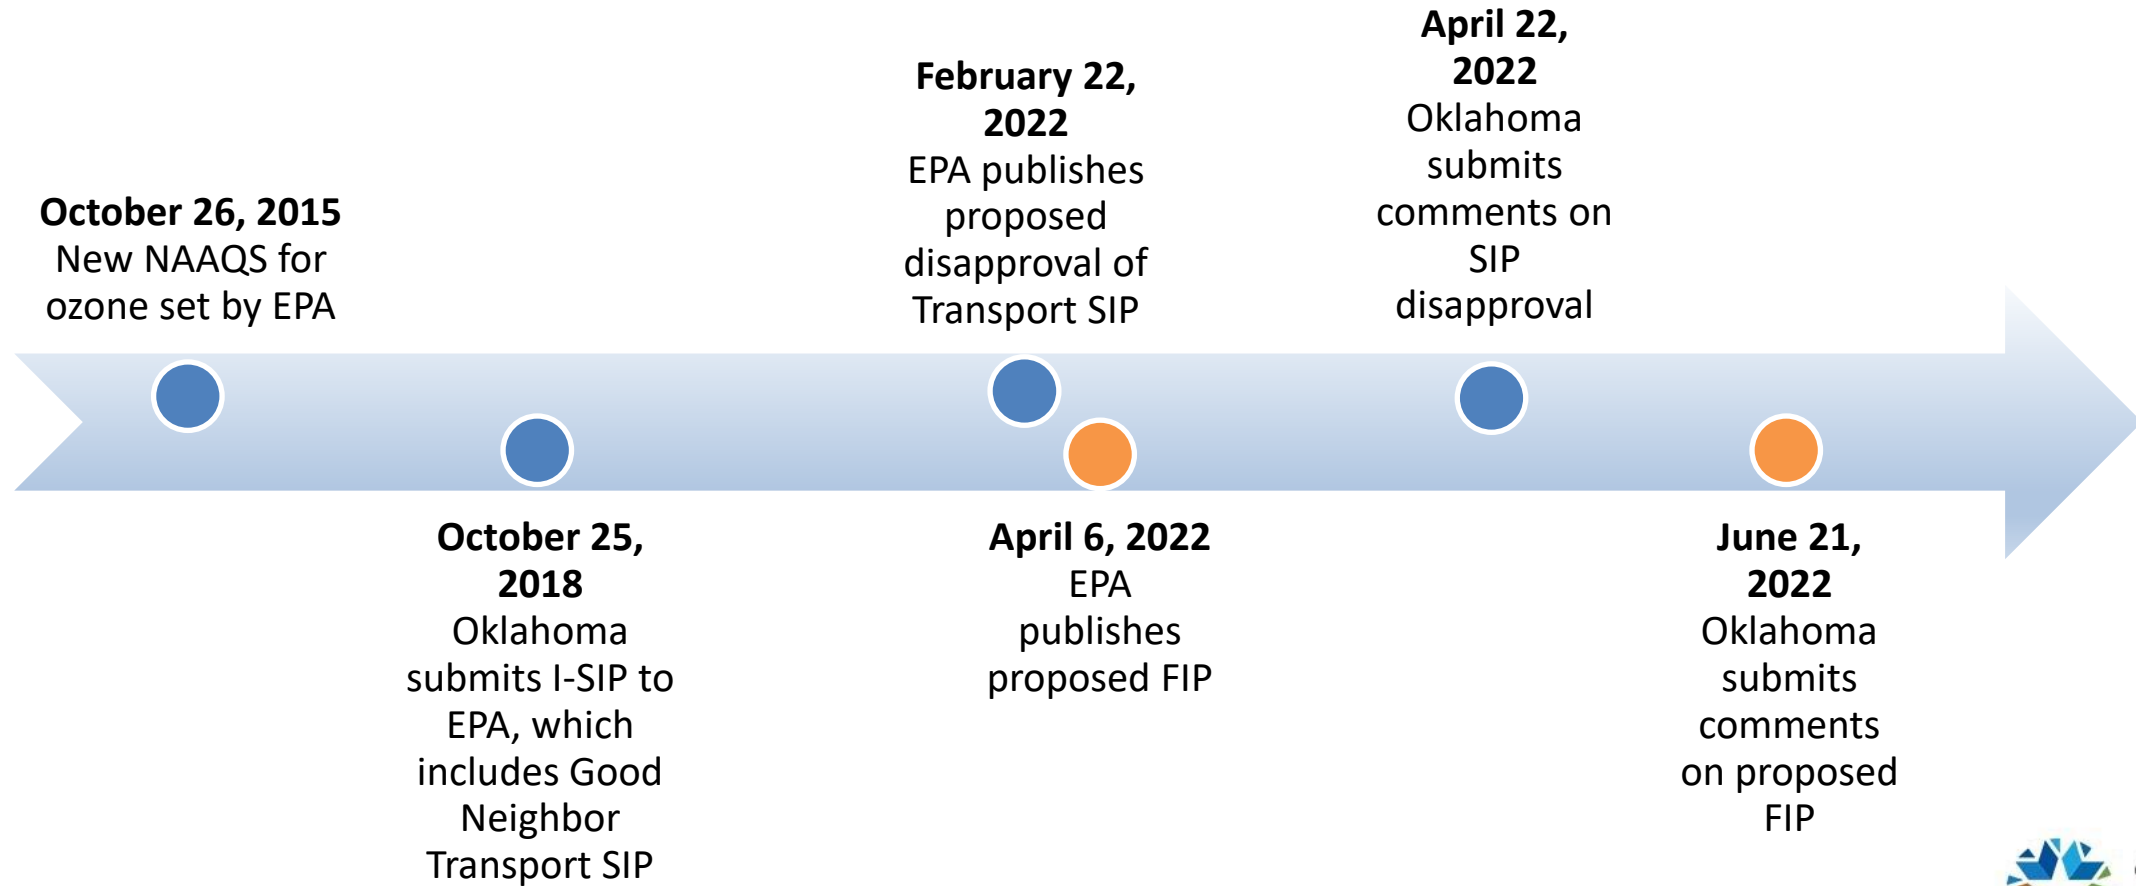 October 26, 2015
New NAAQS for
ozone set by EPA
October 25,
2018
Oklahoma
submits I-SIP to
EPA, which
includes Good
Neighbor
Transport SIP
February 22,
2022
EPA publishes
proposed
disapproval of
Transport SIP
April 6, 2022
EPA
publishes
proposed FIP
April 22,
2022
Oklahoma
submits
comments on
SIP
disapproval
June 21,
2022
Oklahoma
submits
comments
on proposed
FIP